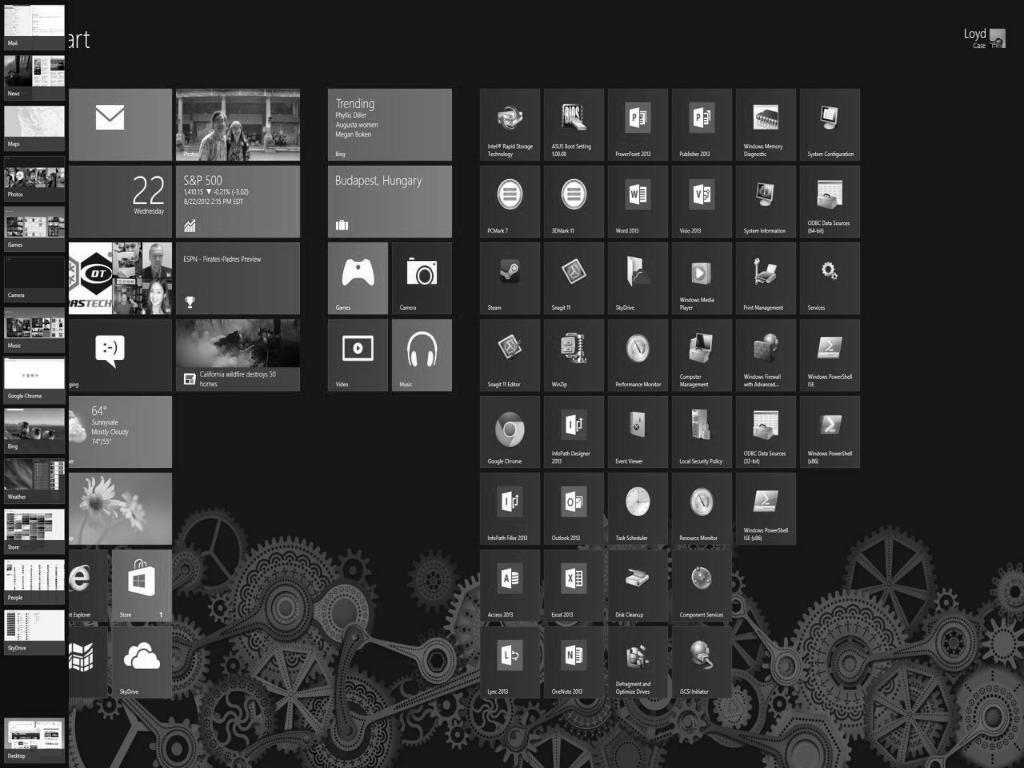 art
Loyd
Case
Mail
News
Maps
Photos
Games
Camera
Music
Google Chrome
Bing
Weather
Store
People
SkyDrive
Desktop
22
Wednesday
DT
ging
64°
Sunnyvale
Mostly Cloudy
74°/55°
et Explorer
Store
1
SkyDrive
Photos
S&P 500
1,410.15 ▼ -0.21% (-3.02)
8/22/2012 2:15 PM EDT
ESPN - Pirates-Padres Preview
California wildfire destroys 50
homes
Trending
Phyllis Diller
Augusta women
Megan Boken
Bing
Budapest, Hungary
Games
Camera
Video
Music
Intel® Rapid Storage
Technology
ASUS Boot Setting
1.00.08
PowerPoint 2013
Publisher 2013
Windows Memory
Diagnostic
System Configuration
PCMark 7
3DMark 11
Word 2013
Visio 2013
System Information
ODBC Data Sources
(64-bit)
Steam
Snagit 11
SkyDrive
Windows Media
Player
Print Management
Services
Snagit 11 Editor
WinZip
Performance Monitor
Computer
Management
Windows Firewall
with Advanced...
Windows PowerShell
ISE
Google Chrome
InfoPath Designer
2013
Event Viewer
Local Security Policy
ODBC Data Sources
(32-bit)
Windows PowerShell
(x86)
InfoPath Filler 2013
Outlook 2013
Task Scheduler
Resource Monitor
Windows PowerShell
ISE (x86)
Access 2013
Excel 2013
Disk Cleanup
Component Services
Lync 2013
OneNote 2013
Defragment and
Optimize Drives
iSCSI Initiator